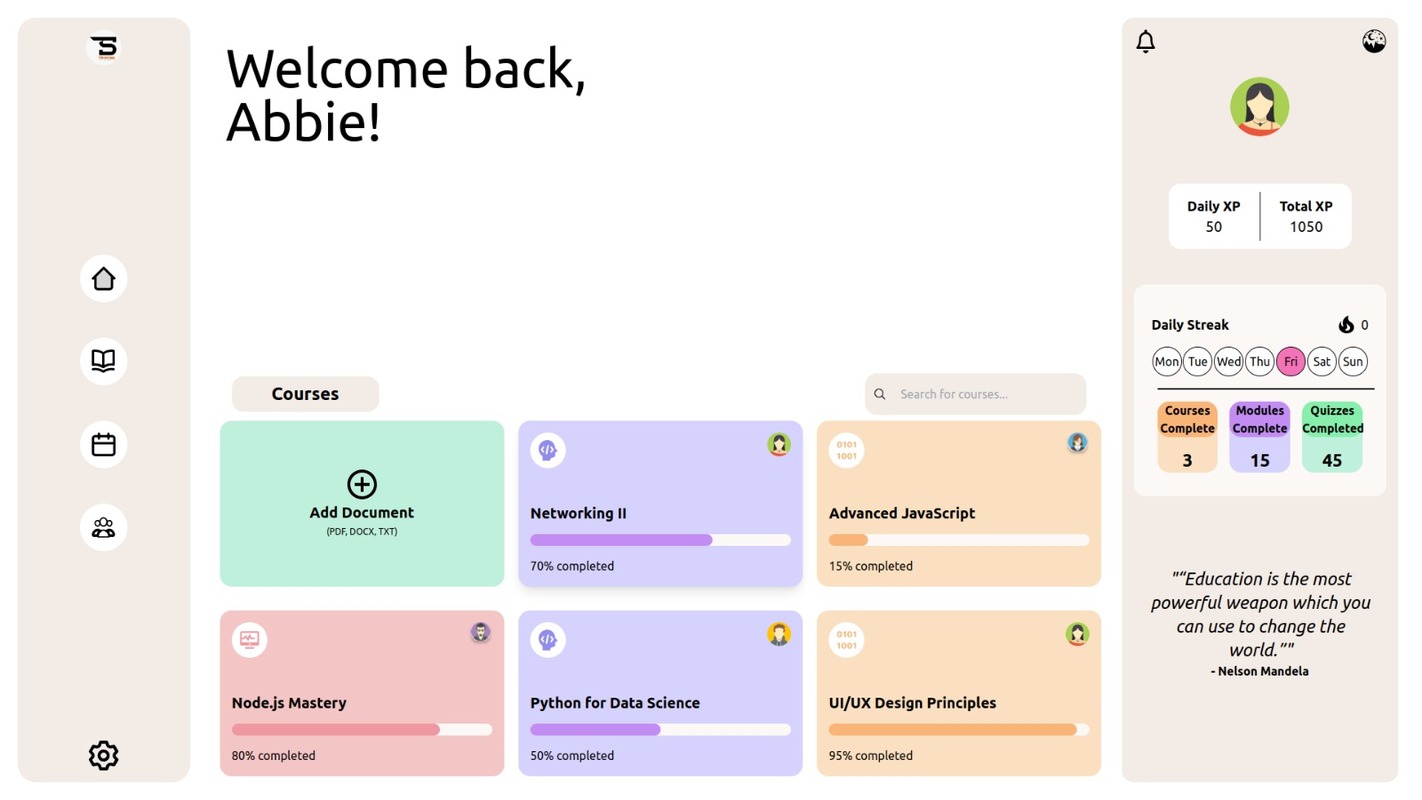 Welcome back,
Abbie!
Courses
Search for courses...
Add Document
(PDF, DOCX, TXT)
Networking II
70% completed
0101
1001
Advanced JavaScript
15% completed
Node.js Mastery
80% completed
Python for Data Science
50% completed
0101
1001
UI/UX Design Principles
95% completed
Daily XP
50
Total XP
1050
Daily Streak
0
Mon Tue Wed Thu Fri Sat Sun
Courses
Complete
3
Modules
Complete
15
Quizzes
Completed
45
"“Education is the most
powerful weapon which you
can use to change the
world.”"
- Nelson Mandela